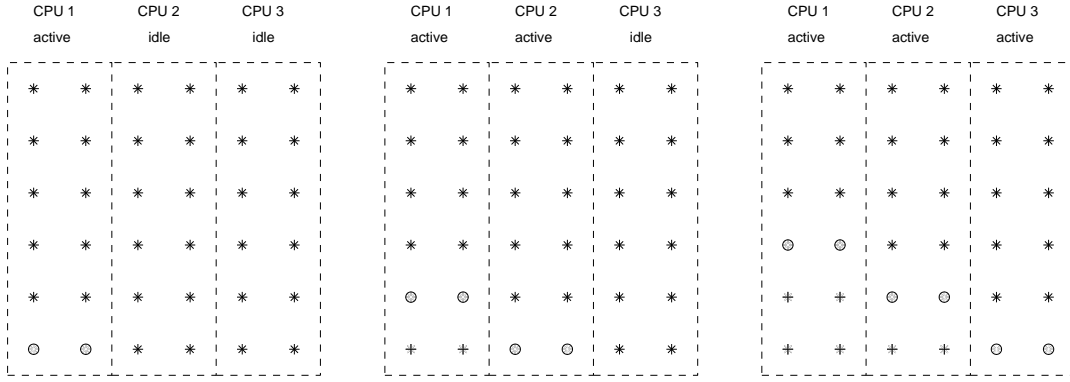 CPU 1 CPU 2 CPU 3 CPU 1 CPU 2 CPU 3 CPU 1 CPU 2 CPU 3
active idle idle active active idle active active active